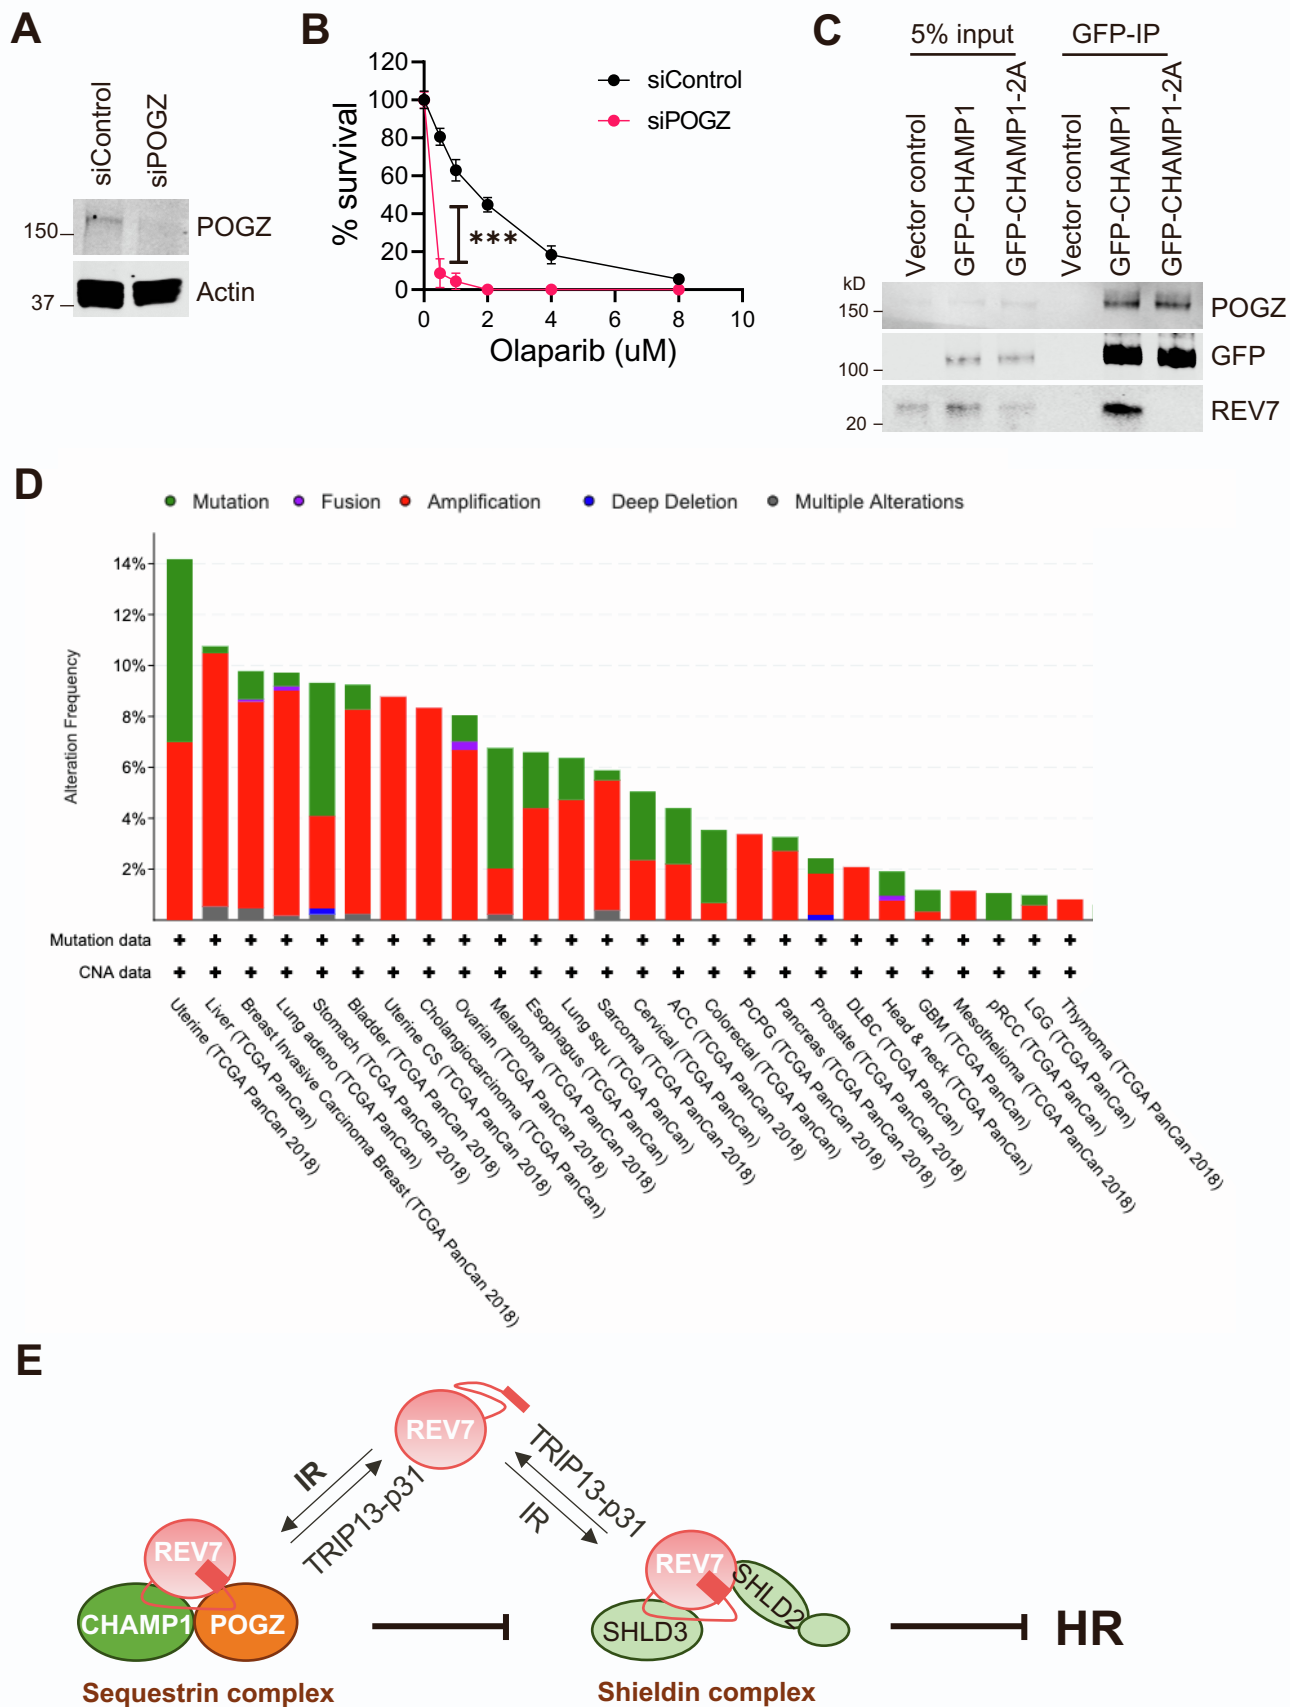 A
siControl
siPOGZ
150
POGZ
37
Actin
B
120
100
80
60
40
20
0
% survival
siControl
siPOGZ
***
0
2
4
6
8
10
Olaparib (uM)
C
5% input
GFP-IP
Vector control
GFP-CHAMP1
GFP-CHAMP1-2A
Vector control
GFP-CHAMP1
GFP-CHAMP1-2A
kD
150
POGZ
100
GFP
20
REV7
D
Mutation
Fusion
Amplification
Deep Deletion
Multiple Alterations
14%
12%
10%
8%
6%
4%
2%
Alteration Frequency
Mutation data + + + + + + + + + + + + + + + + + + + + + + + + + +
CNA data + + + + + + + + + + + + + + + + + + + + + + + + + +
Uterine (TCGA PanCan 2018)
Liver (TCGA PanCan)
Breast Invasive Carcinoma Breast (TCGA PanCan 2018)
Lung adeno (TCGA PanCan)
Stomach (TCGA PanCan 2018)
Bladder (TCGA PanCan 2018)
Uterine CS (TCGA PanCan 2018)
Cholangiocarcinoma (TCGA PanCan)
Ovarian (TCGA PanCan 2018)
Melanoma (TCGA PanCan 2018)
Esophagus (TCGA PanCan)
Lung squ (TCGA PanCan)
Sarcoma (TCGA PanCan 2018)
Cervical (TCGA PanCan)
ACC (TCGA PanCan 2018)
Colorectal (TCGA PanCan)
PCPG (TCGA PanCan 2018)
Pancreas (TCGA PanCan 2018)
Prostate (TCGA PanCan 2018)
DLBC (TCGA PanCan)
Head & neck (TCGA PanCan)
GBM (TCGA PanCan)
Mesothelioma (TCGA PanCan 2018)
pRCC (TCGA PanCan)
LGG (TCGA PanCan)
Thymoma (TCGA PanCan 2018)
E
REV7
IR
TRIP13-p31
TRIP13-p31
IR
REV7
CHAMP1
POGZ
Sequestrin complex
REV7
SHLD2
SHLD3
Shieldin complex
HR